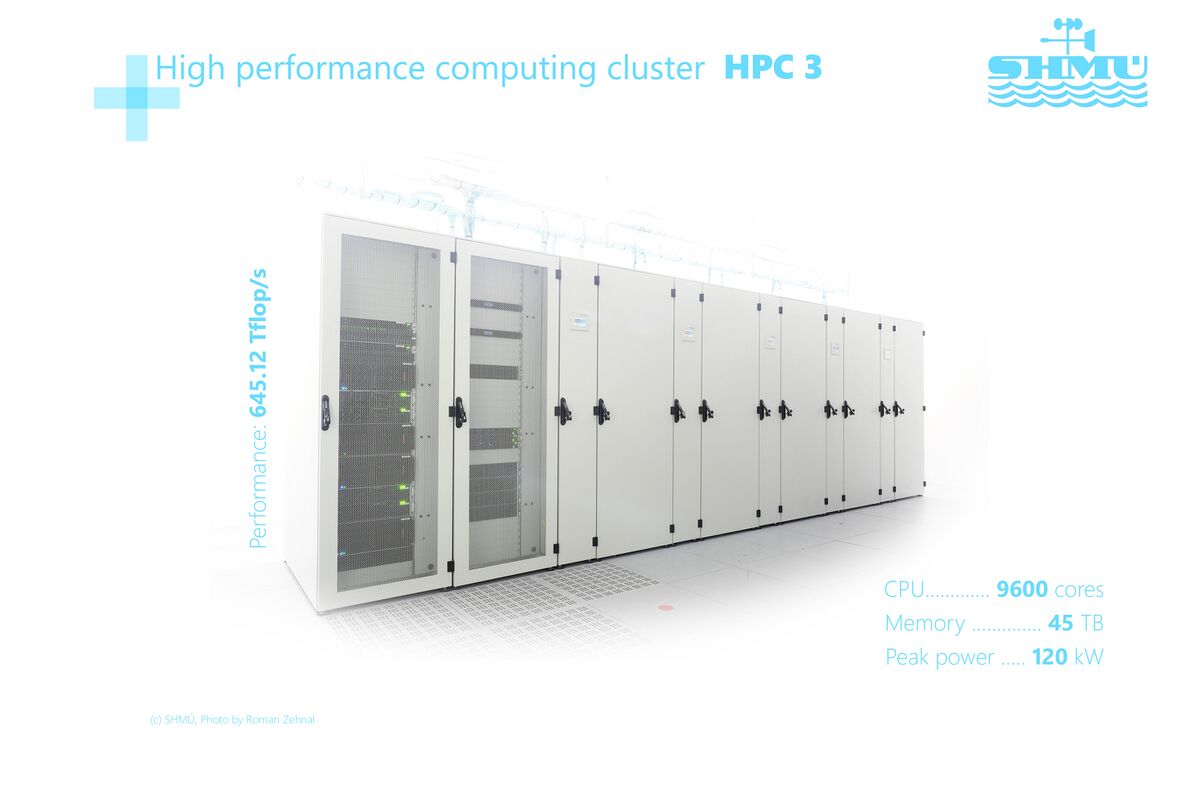 High performance computing cluster HPC 3
SHMÚ
Performance: 645.12 Tflop/s
CPU............. 9600 cores
Memory .............. 45 TB
Peak power ..... 120 kW
(c) SHMÚ, Photo by Roman Zehnal